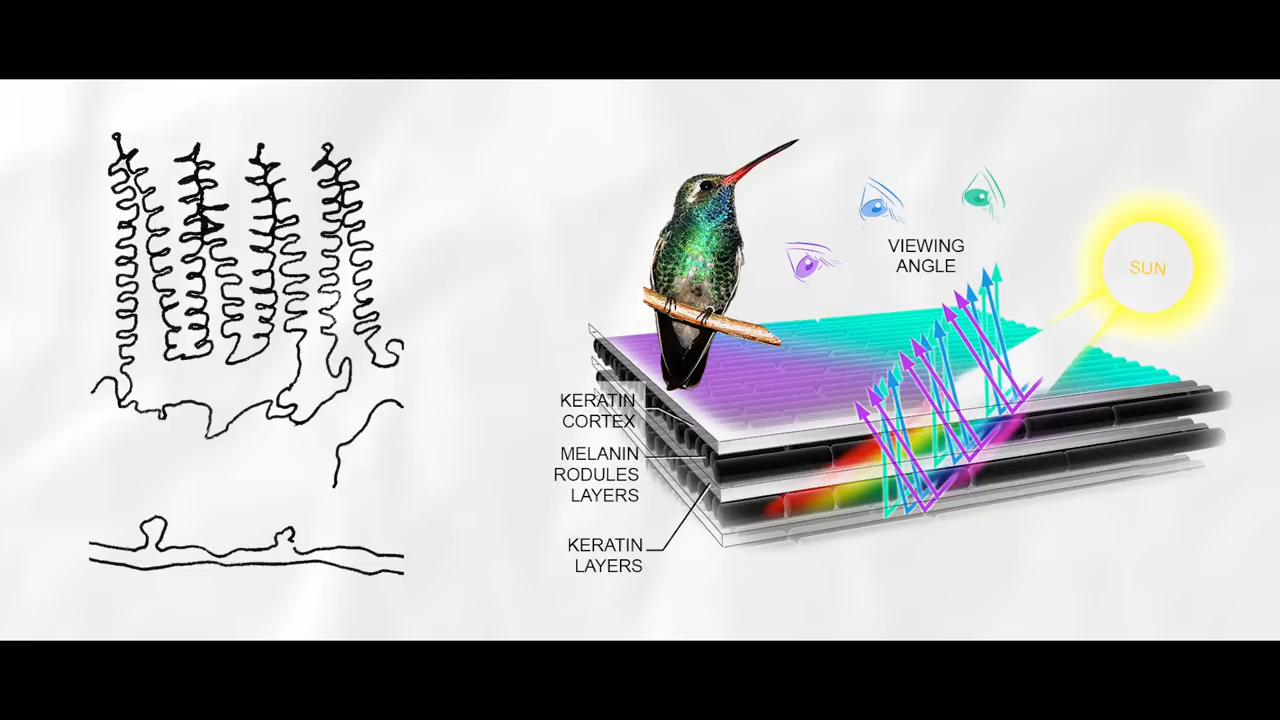 VIEWING
ANGLE
SUN
KERATIN
CORTEX
MELANIN
RODULES
LAYERS
KERATIN
LAYERS